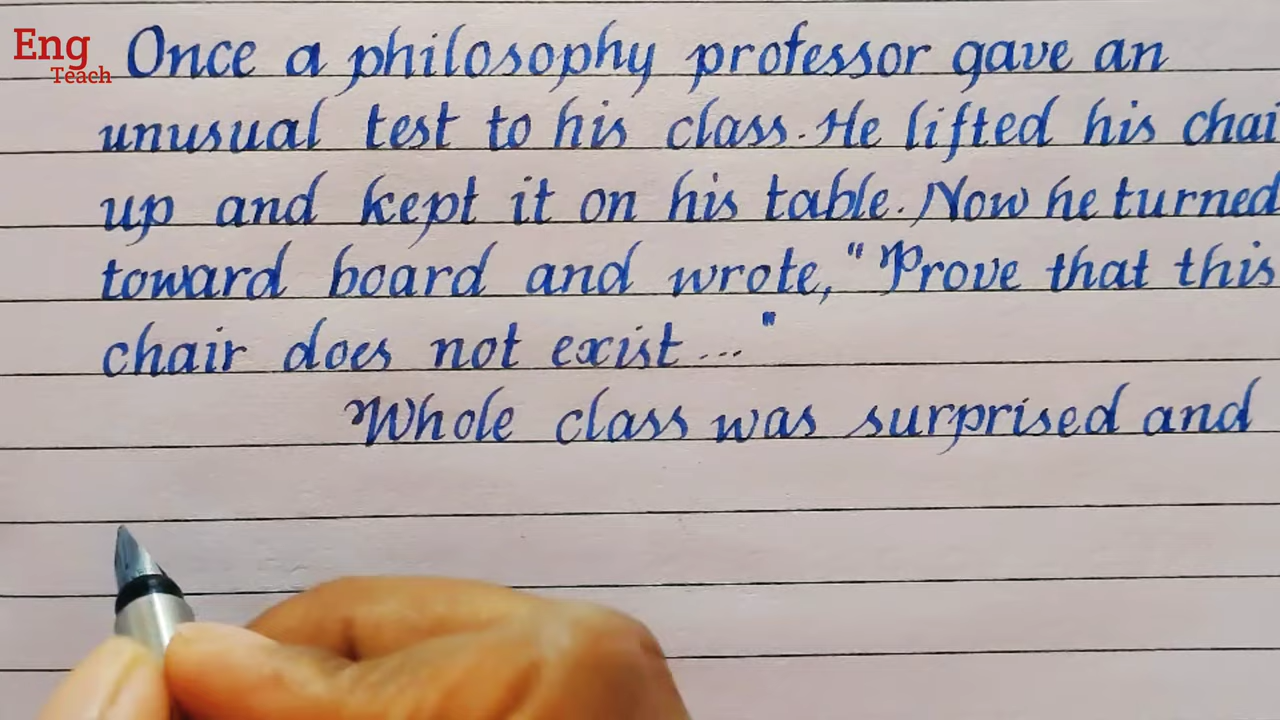 Eng
Teach
Once a philosophy professor gave an
unusual test to his class. He lifted his chai
up and kept it on his table. Now he turned
toward board and wrote, "Prove that this
chair does not exist... "
Whole class was surprised and